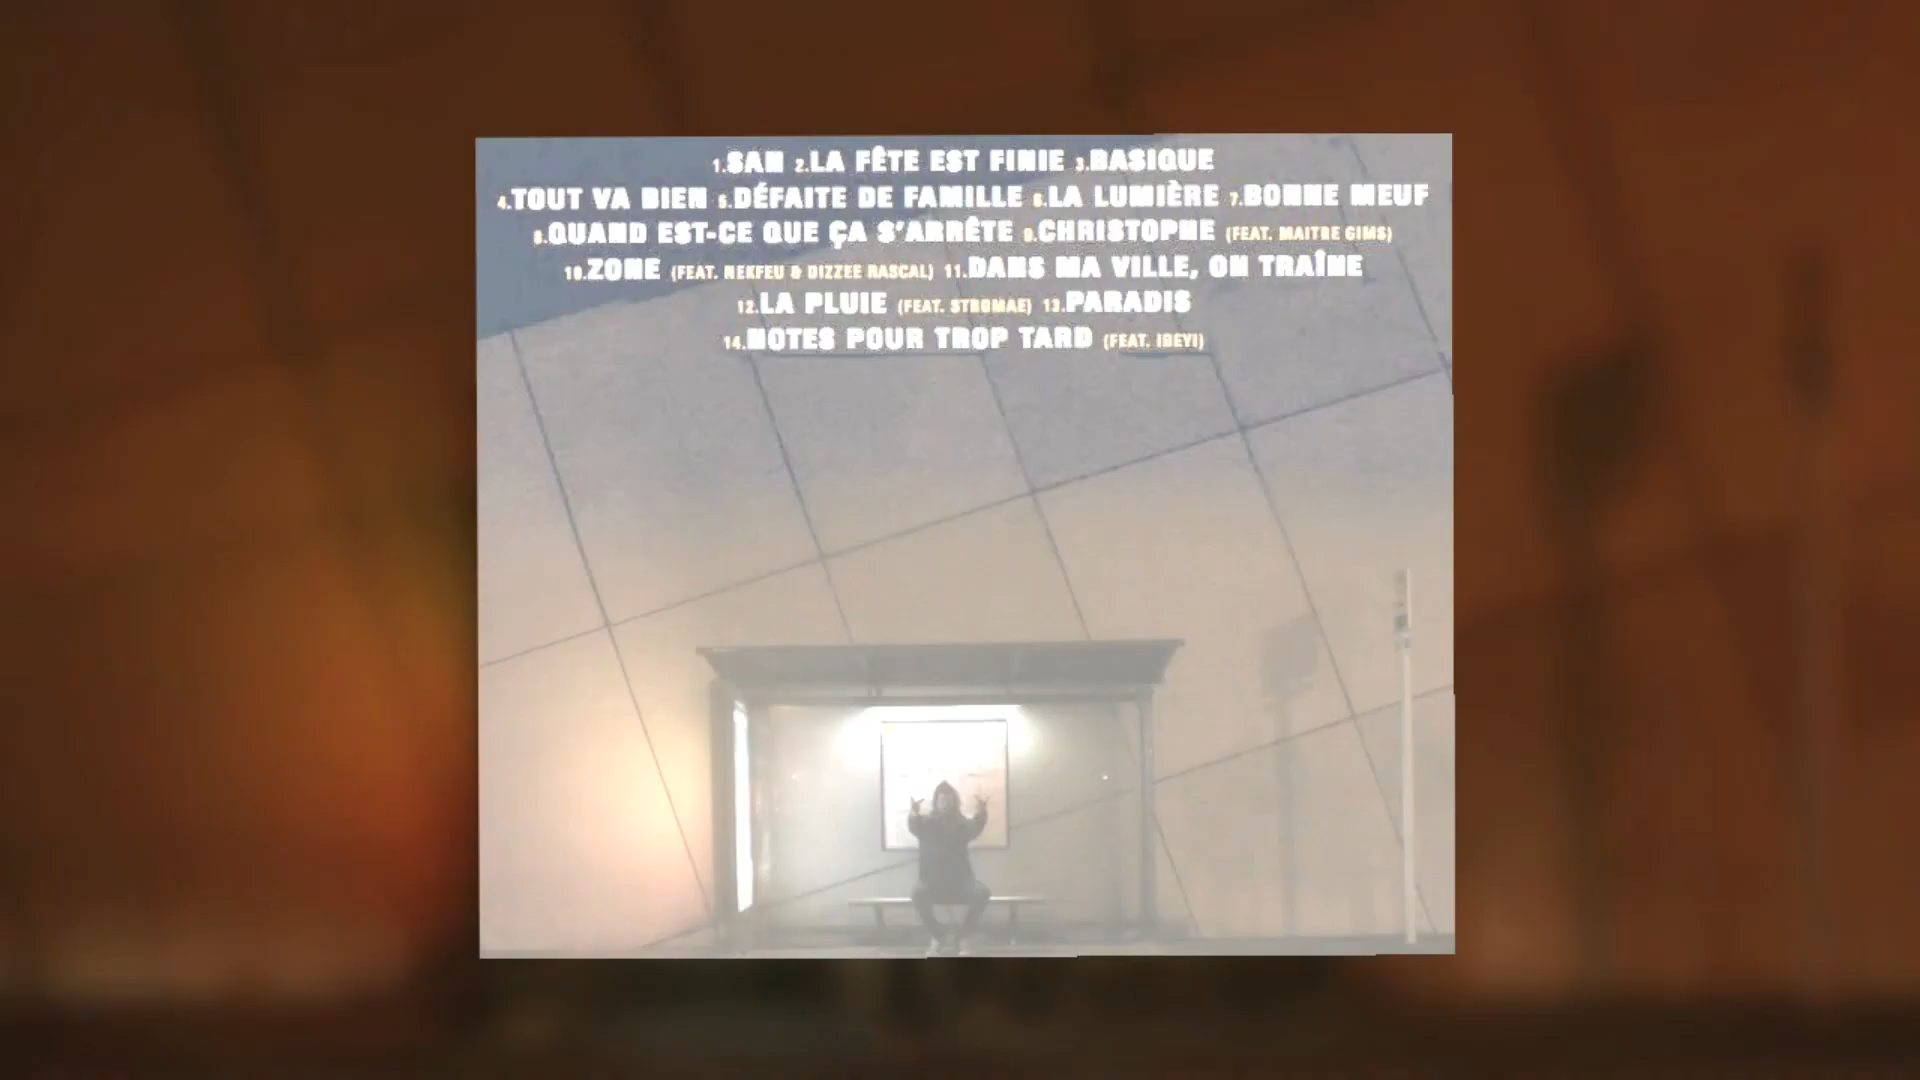 1.SAN 2.LA FÊTE EST FINIE 3.BASIQUE
4.TOUT VA BIEN 5.DÉFAITE DE FAMILLE 6.LA LUMIÈRE 7.BONNE MEUF
8.QUAND EST-CE QUE ÇA S'ARRÊTE 9.CHRISTOPHE (FEAT. MAITRE GIMS)
10.ZONE (FEAT. NEKFEU & DIZZEE RASCAL) 11.DANS MA VILLE, ON TRAÎNE
12.LA PLUIE (FEAT. STROMAE) 13.PARADIS
14.NOTES POUR TROP TARD (FEAT. IBEYI)